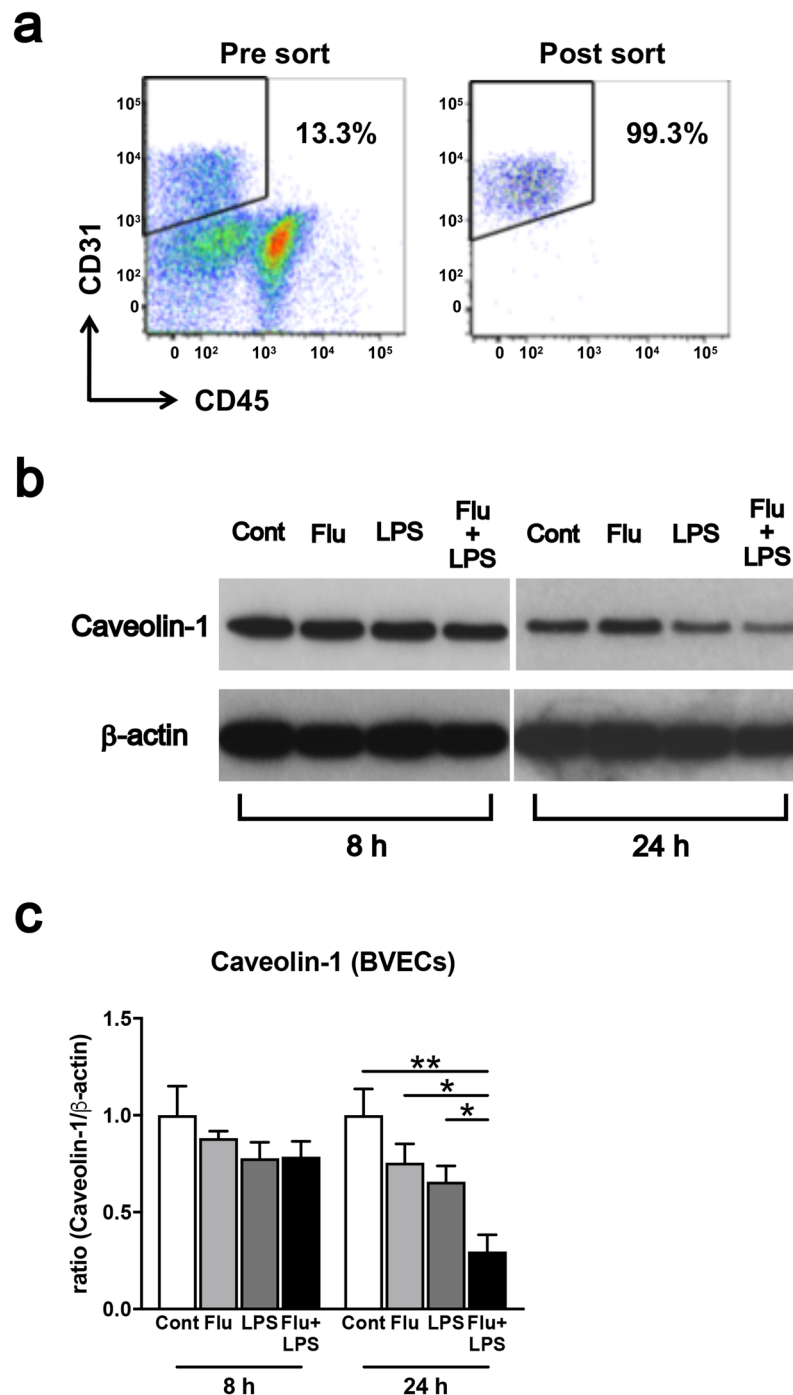 a
Pre sort
Post sort
10⁵
10⁴
10³
10²
0
13.3%
10⁵
10⁴
10³
10²
0
99.3%
CD31
0 10² 10³ 10⁴ 10⁵
0 10² 10³ 10⁴ 10⁵
CD45
b
Cont Flu LPS Flu + LPS
Cont Flu LPS Flu + LPS
Caveolin-1
β-actin
8 h
24 h
c
Caveolin-1 (BVECs)
ratio (Caveolin-1/β-actin)
1.5
1.0
0.5
0.0
**
*
*
Cont Flu LPS Flu+ LPS
Cont Flu LPS Flu+ LPS
8 h
24 h